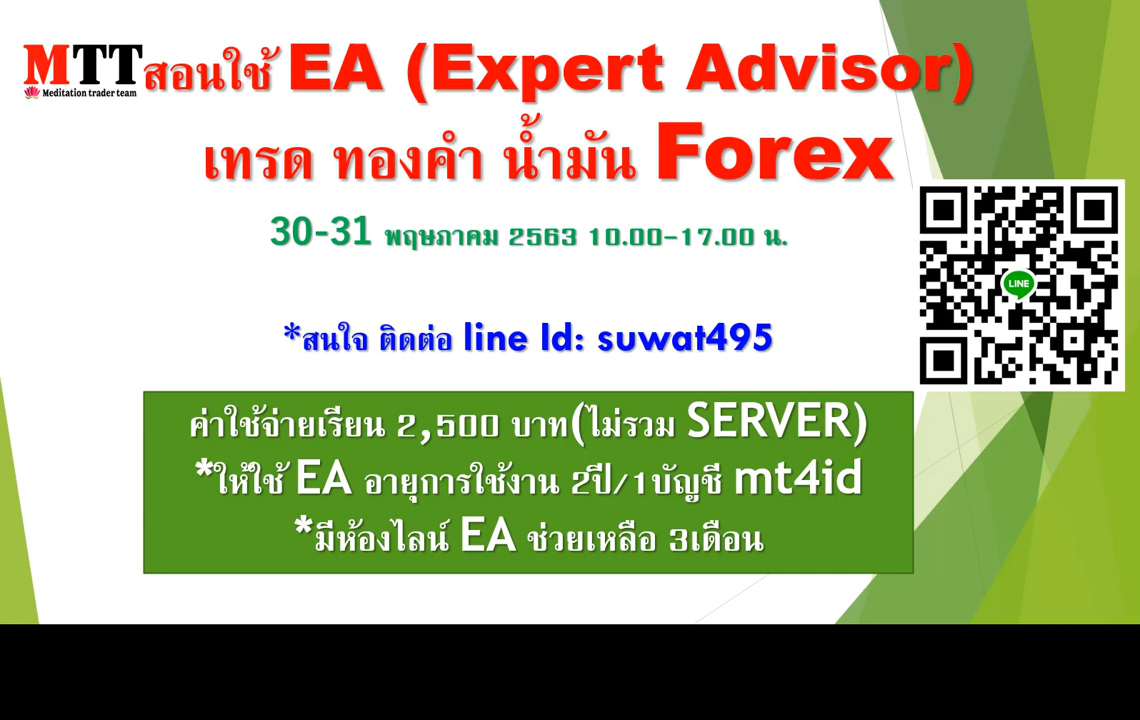 MTT สอนใช้ EA (Expert Advisor)
Meditation trader team
เทรด ทองคำ น้ำมัน Forex
30-31 พฤษภาคม 2563 10.00-17.00 น.
LINE
*สนใจ ติดต่อ line Id: suwat495
ค่าใช้จ่ายเรียน 2,500 บาท(ไม่รวม SERVER)
*ให้ใช้ EA อายุการใช้งาน 2ปี/1บัญชี mt4id
*มีห้องไลน์ EA ช่วยเหลือ 3เดือน